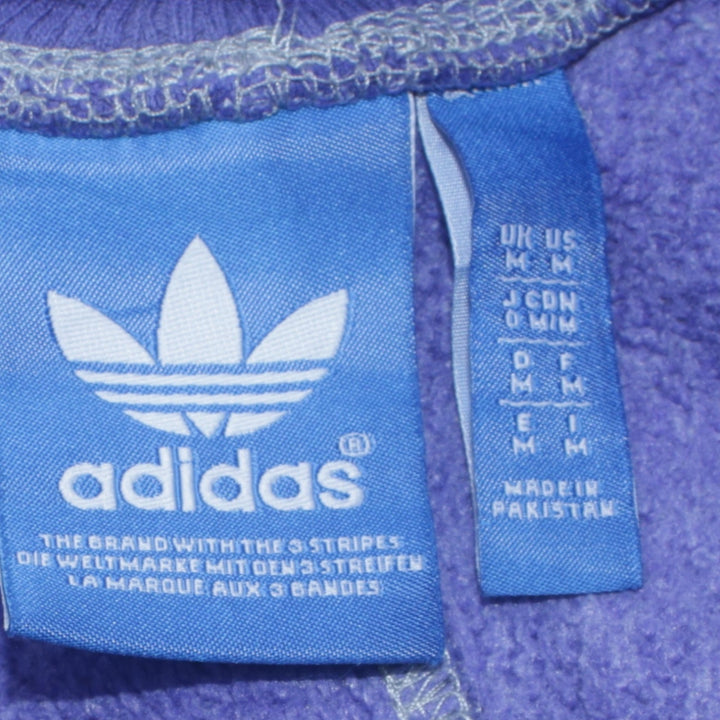 adidas®
THE BRAND WITH THE 3 STRIPES
DIE WELTMARKE MIT DEN 3 STREIFEN
LA MARQUE AUX 3 BANDES
UK US
M M
J CDN
O M/M
D F
M M
E I
M M
MADE IN
PAKISTAN